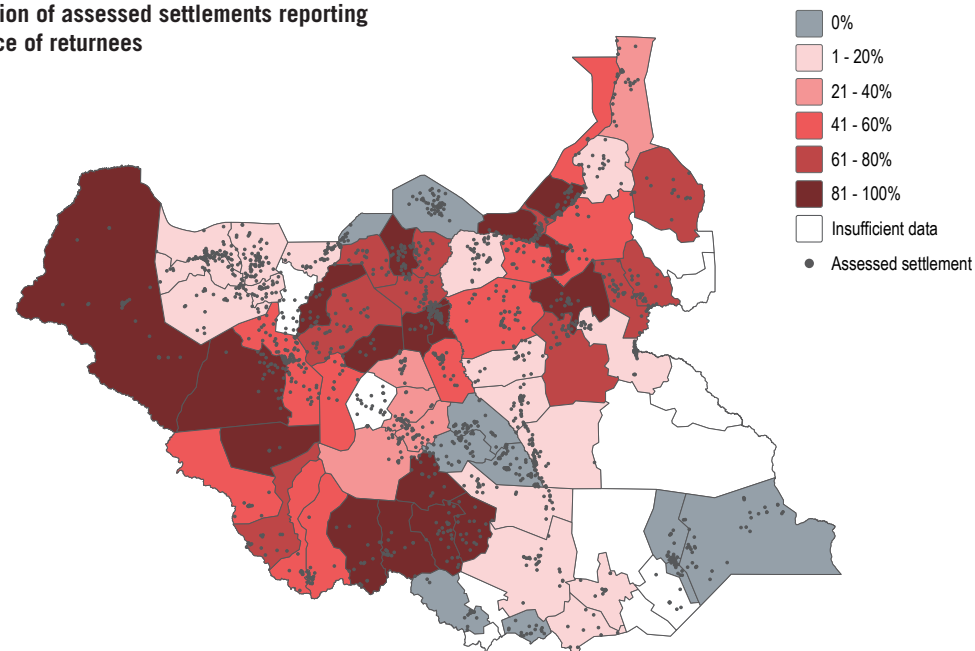 ion of assessed settlements reporting
ce of returnees
0%
1 - 20%
21 - 40%
41 - 60%
61 - 80%
81 - 100%
Insufficient data
Assessed settlement